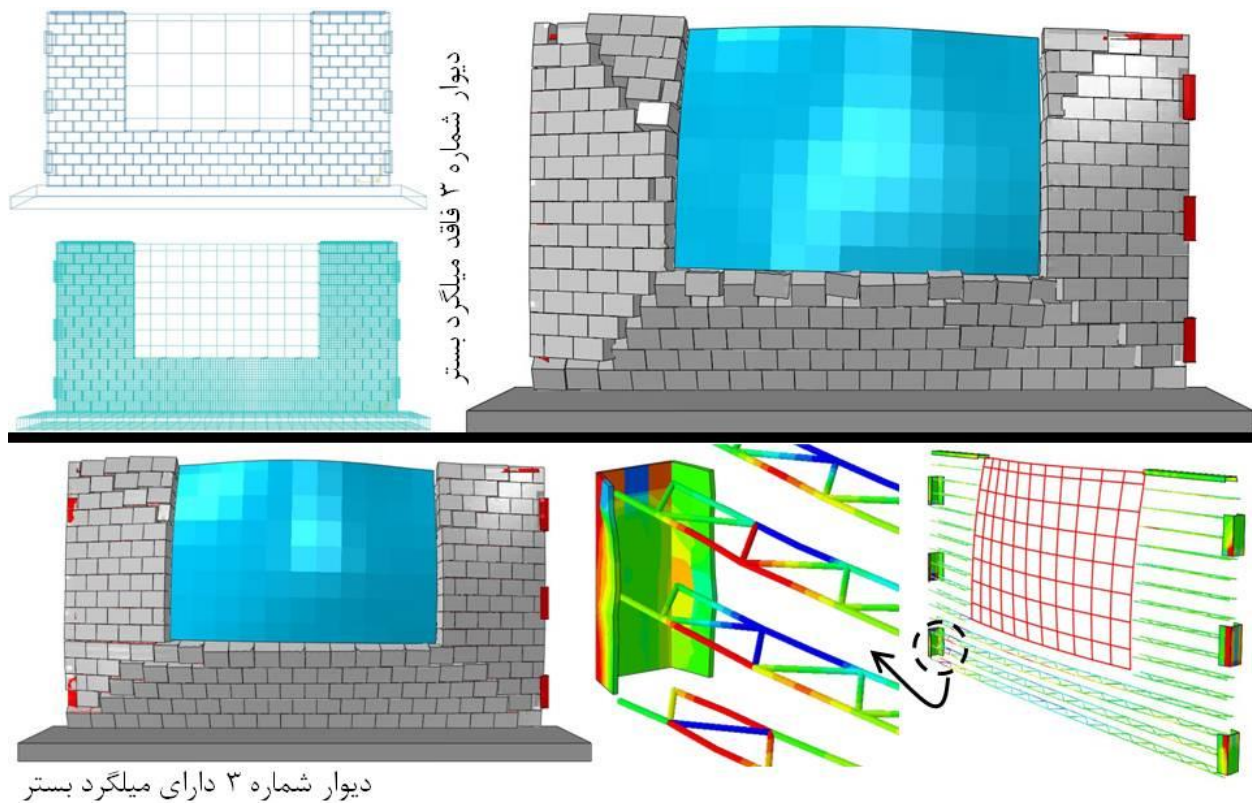 دیوار شماره ۳ فاقد میلگرد بستر
دیوار شماره ۳ دارای میلگرد بستر